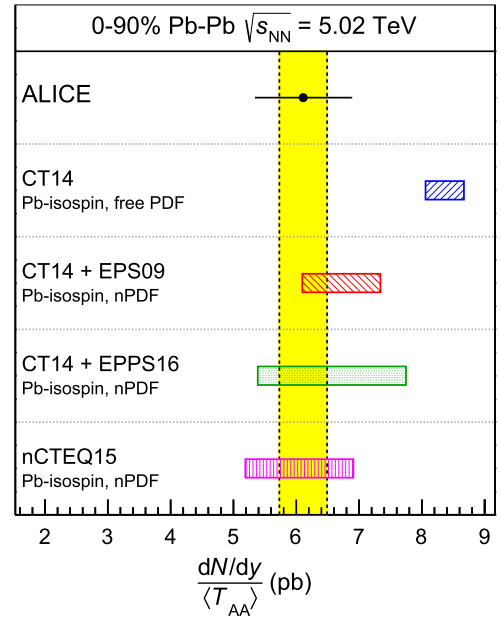 0-90% Pb-Pb √s_NN = 5.02 TeV
ALICE
CT14
Pb-isospin, free PDF
CT14 + EPS09
Pb-isospin, nPDF
CT14 + EPPS16
Pb-isospin, nPDF
nCTEQ15
Pb-isospin, nPDF
2 3 4 5 6 7 8 9
dN/dy
⟨T_AA⟩ (pb)